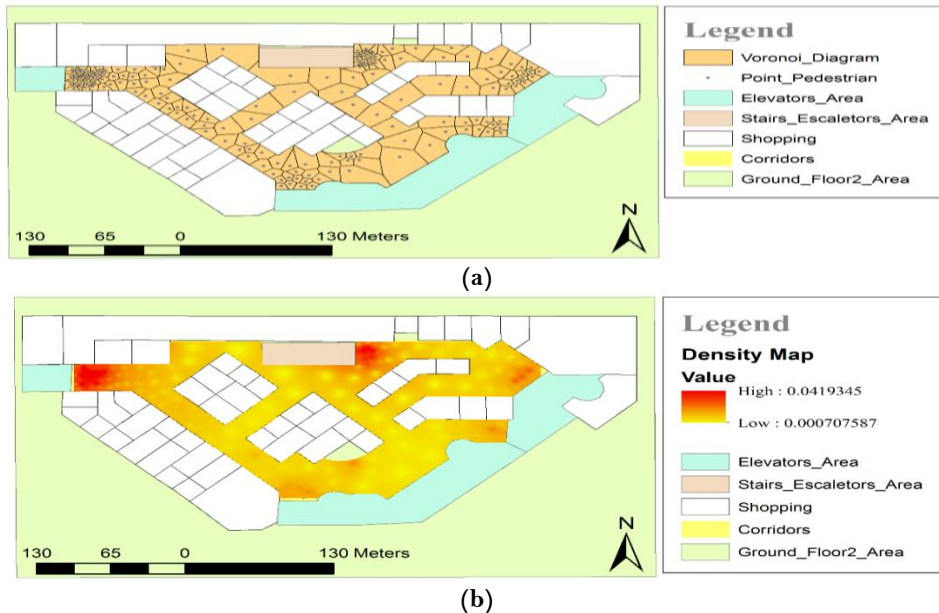 Legend
Voronoi_Diagram
Point_Pedestrian
Elevators_Area
Stairs_Escaletors_Area
Shopping
Corridors
Ground_Floor2_Area
N
130 65 0 130 Meters
(a)
Legend
Density Map
Value
High : 0.0419345
Low : 0.000707587
Elevators_Area
Stairs_Escaletors_Area
Shopping
Corridors
Ground_Floor2_Area
N
130 65 0 130 Meters
(b)